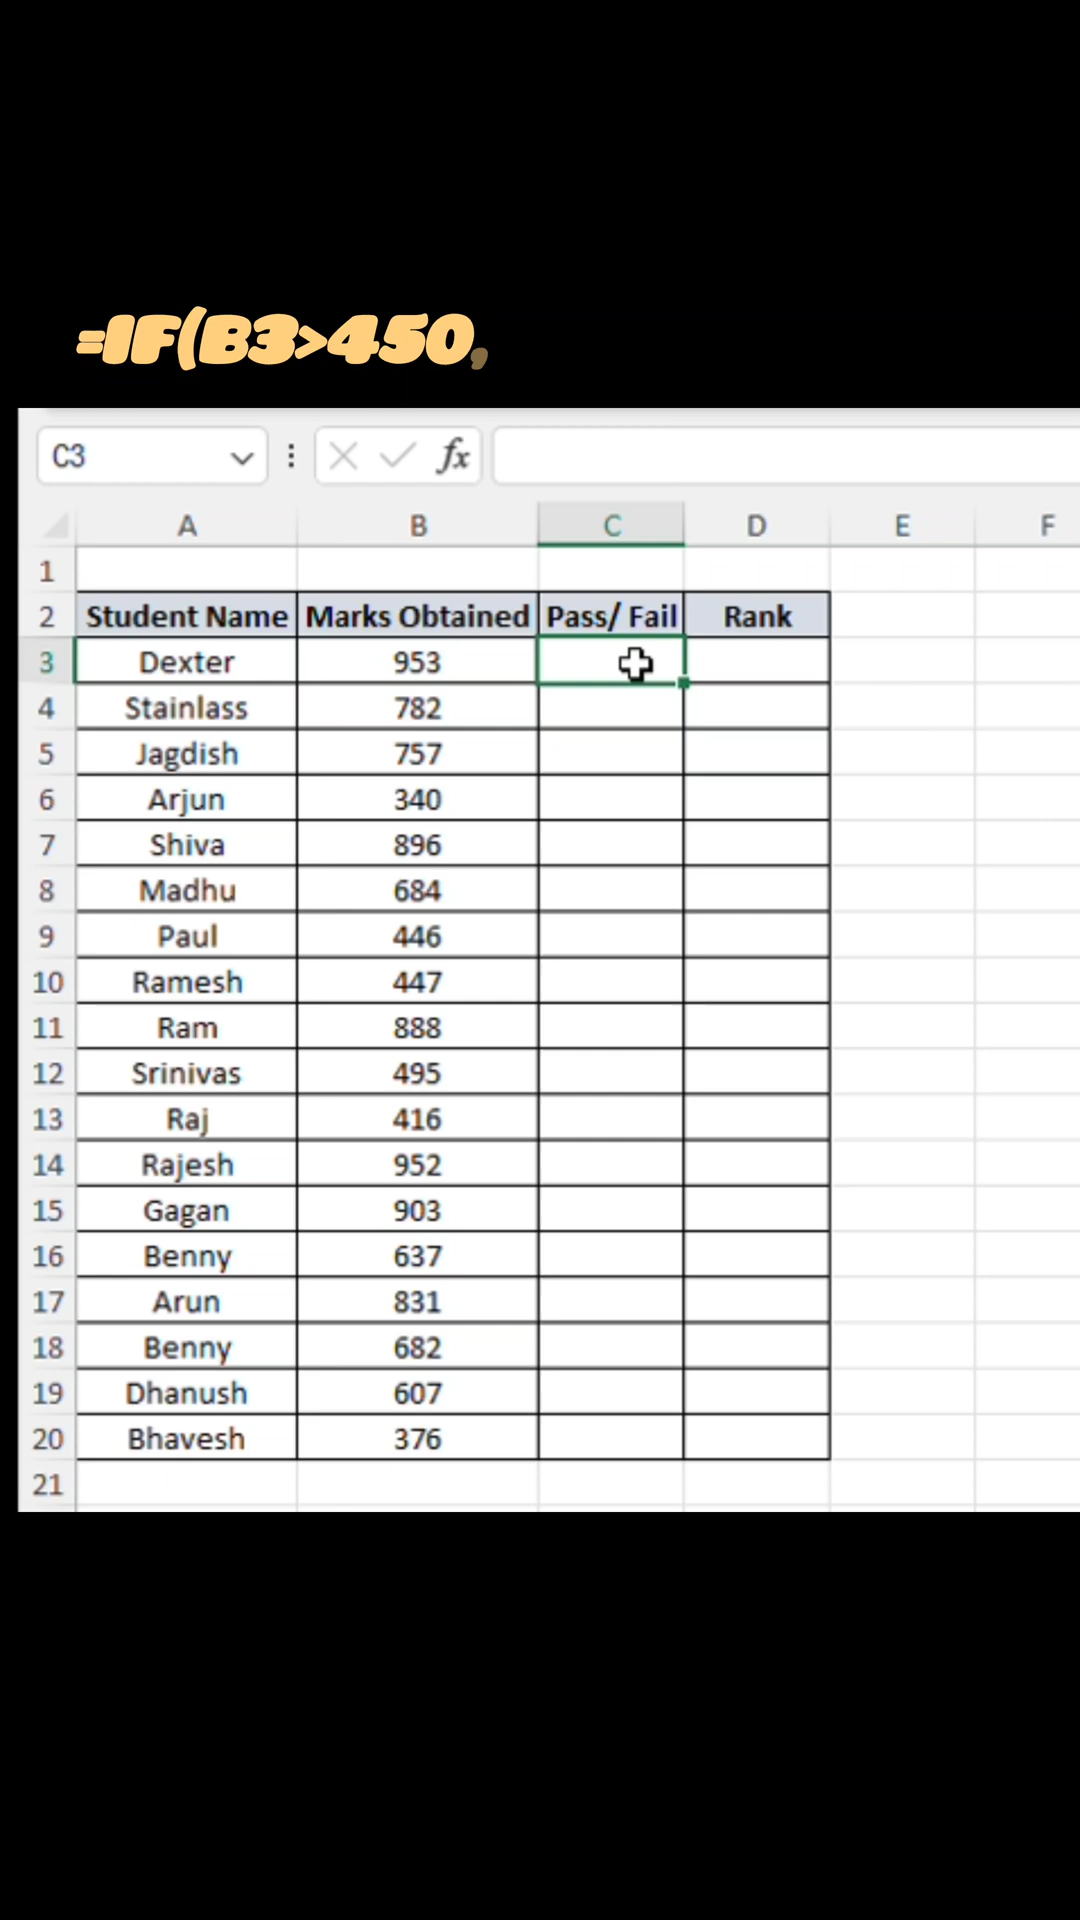 =IF(B3>450,
C3 fx
A B C D E F
1
2 Student Name Marks Obtained Pass/ Fail Rank
3 Dexter 953
4 Stainlass 782
5 Jagdish 757
6 Arjun 340
7 Shiva 896
8 Madhu 684
9 Paul 446
10 Ramesh 447
11 Ram 888
12 Srinivas 495
13 Raj 416
14 Rajesh 952
15 Gagan 903
16 Benny 637
17 Arun 831
18 Benny 682
19 Dhanush 607
20 Bhavesh 376
21